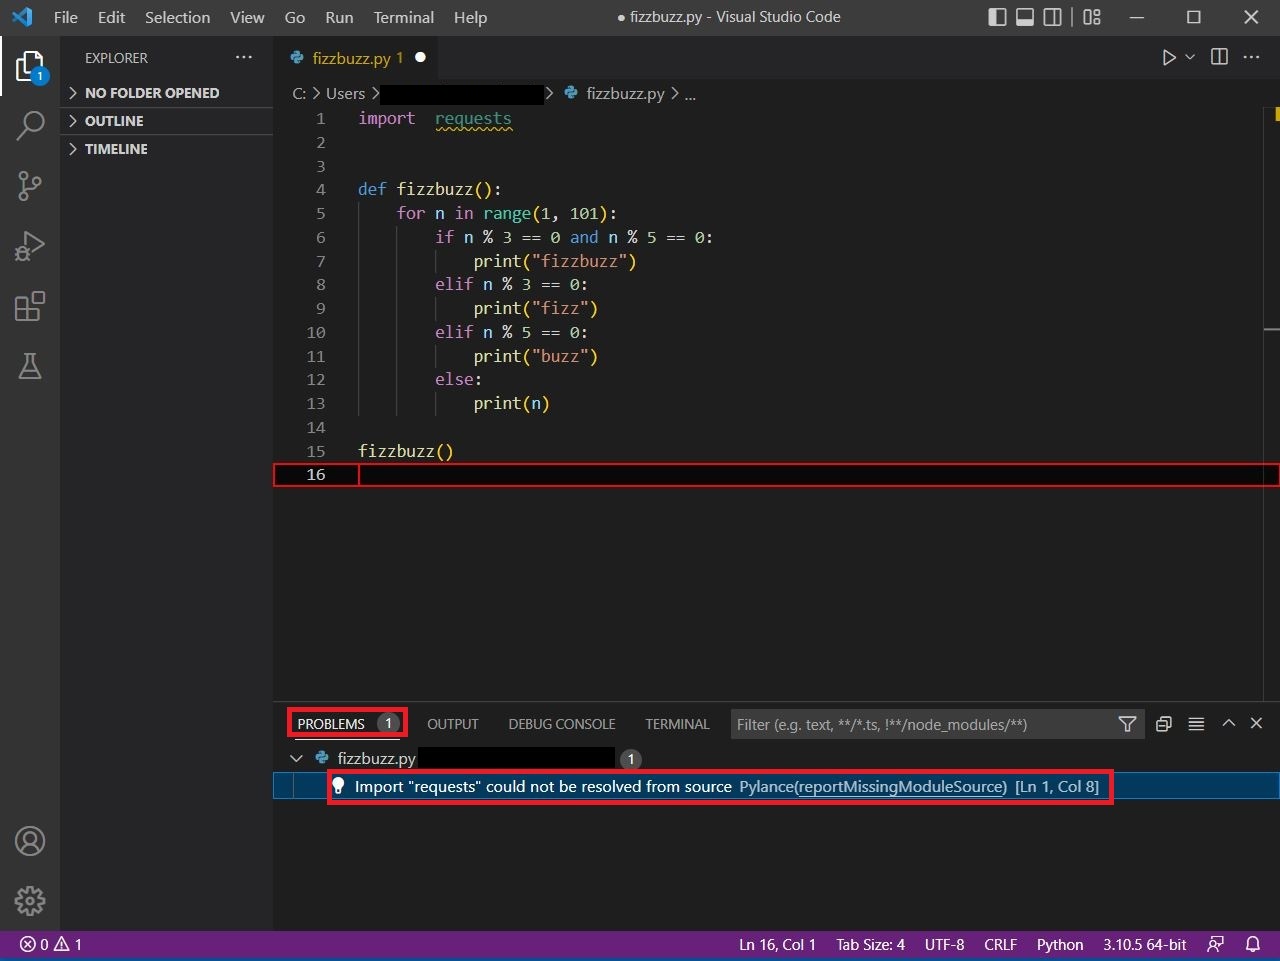 File Edit Selection View Go Run Terminal Help ● fizzbuzz.py - Visual Studio Code
EXPLORER ···
fizzbuzz.py 1 ●
1
NO FOLDER OPENED
C: > Users > > fizzbuzz.py > ...
OUTLINE
TIMELINE
1 import  requests
2
3
4 def fizzbuzz():
5     for n in range(1, 101):
6         if n % 3 == 0 and n % 5 == 0:
7             print("fizzbuzz")
8         elif n % 3 == 0:
9             print("fizz")
10         elif n % 5 == 0:
11             print("buzz")
12         else:
13             print(n)
14
15 fizzbuzz()
16
PROBLEMS 1 OUTPUT DEBUG CONSOLE TERMINAL Filter (e.g. text, **/*.ts, !**/node_modules/**)
fizzbuzz.py 1
Import "requests" could not be resolved from source Pylance(reportMissingModuleSource) [Ln 1, Col 8]
0 1 Ln 16, Col 1 Tab Size: 4 UTF-8 CRLF Python 3.10.5 64-bit